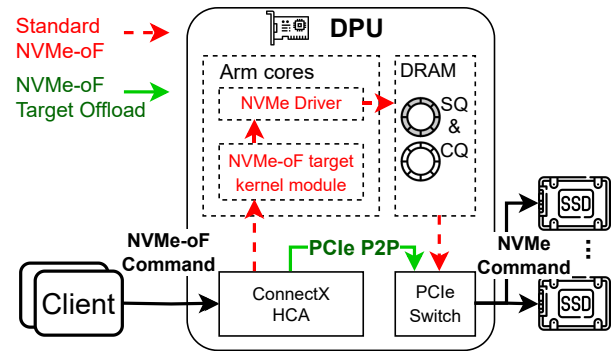 Standard
NVMe-oF
NVMe-oF
Target Offload
DPU
Arm cores
NVMe Driver
NVMe-oF target
kernel module
DRAM
SQ
&
CQ
NVMe-oF
Command
PCIe P2P
NVMe
Command
Client
ConnectX
HCA
PCIe
Switch
SSD
SSD